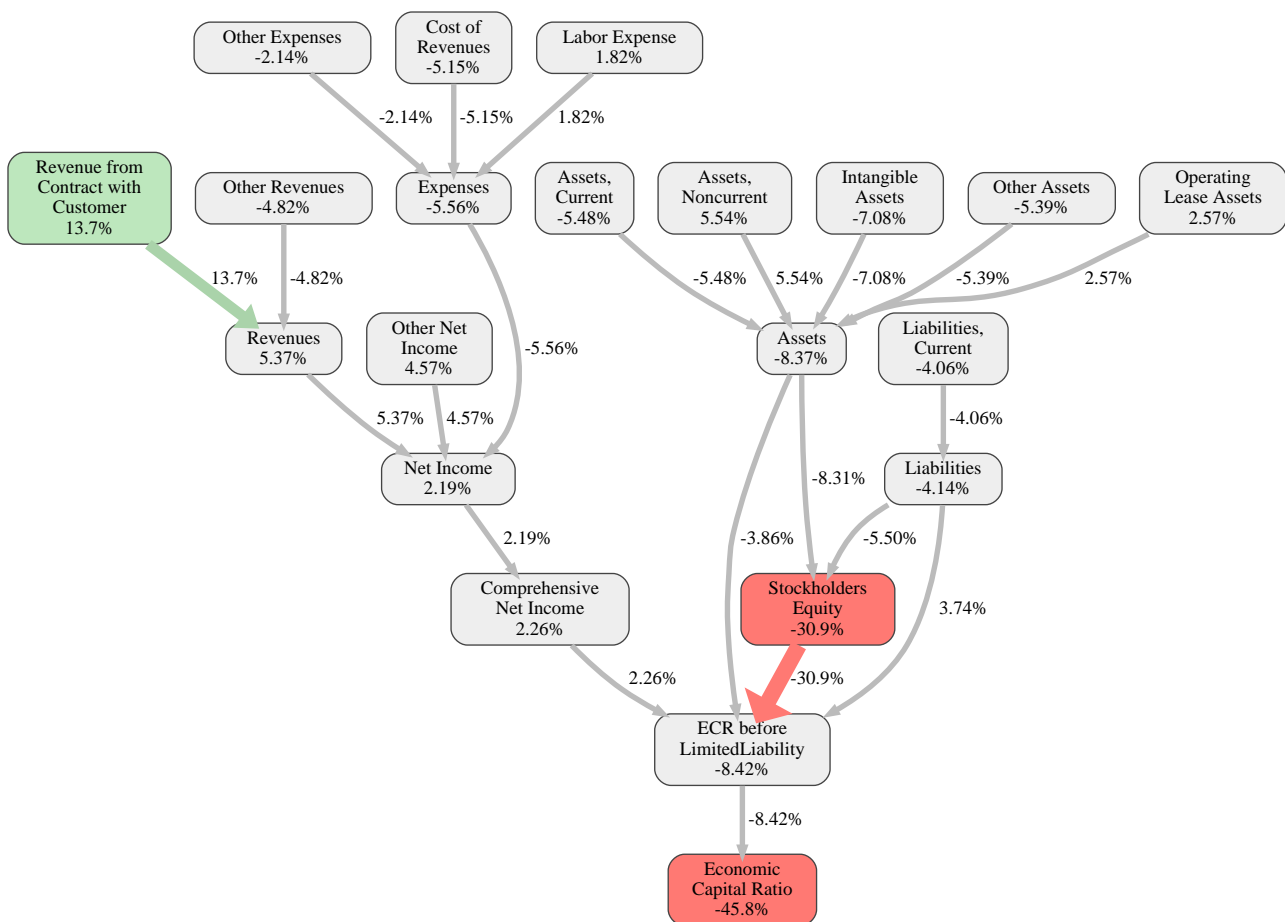 Other Expenses
-2.14%
Cost of
Revenues
-5.15%
Labor Expense
1.82%
-2.14%
-5.15%
1.82%
Revenue from
Contract with
Customer
13.7%
Other Revenues
-4.82%
Expenses
-5.56%
Assets,
Current
-5.48%
Assets,
Noncurrent
5.54%
Intangible
Assets
-7.08%
Other Assets
-5.39%
Operating
Lease Assets
2.57%
13.7%
-4.82%
-5.48%
5.54%
-7.08%
-5.39%
2.57%
Revenues
5.37%
Other Net
Income
4.57%
-5.56%
Assets
-8.37%
Liabilities,
Current
-4.06%
5.37%
4.57%
-4.06%
Net Income
2.19%
-8.31%
Liabilities
-4.14%
2.19%
-3.86%
-5.50%
Comprehensive
Net Income
2.26%
Stockholders
Equity
-30.9%
3.74%
2.26%
-30.9%
ECR before
LimitedLiability
-8.42%
-8.42%
Economic
Capital Ratio
-45.8%